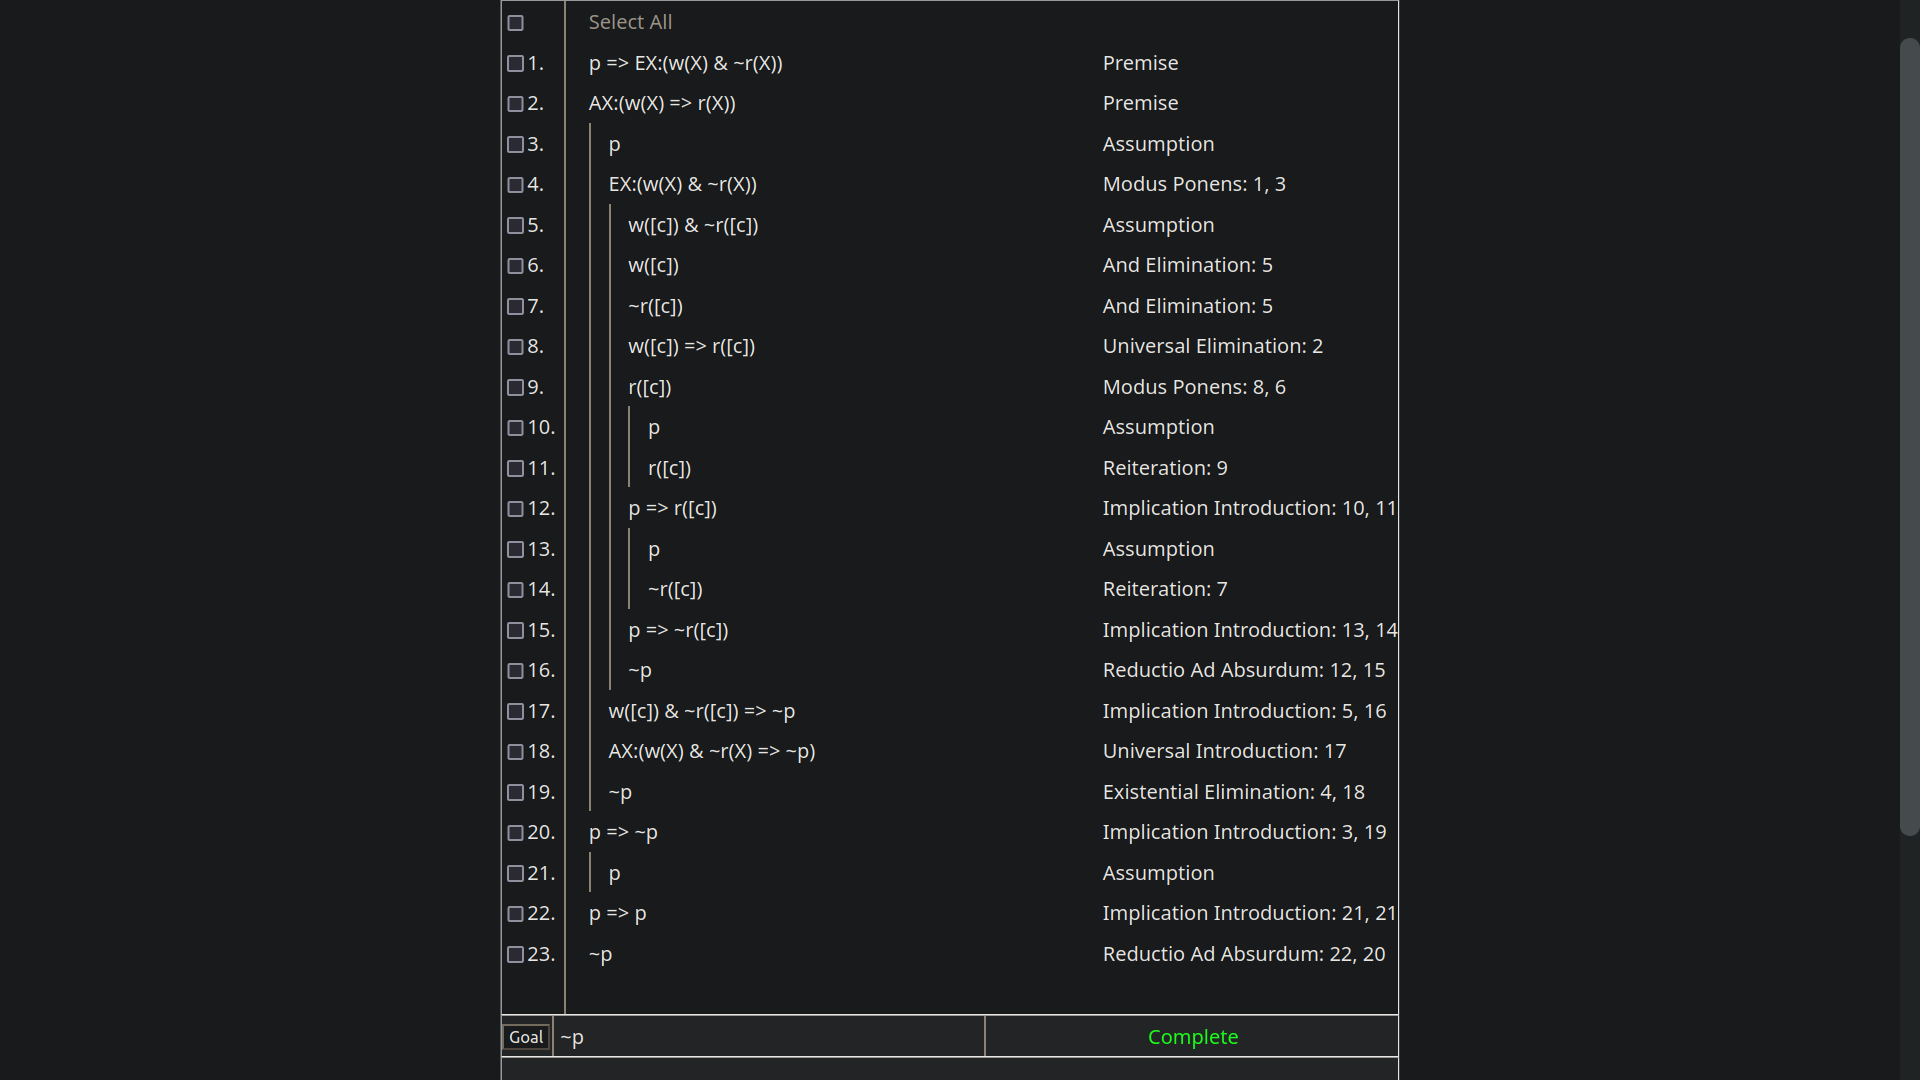 Select All
1. p => EX:(w(X) & ~r(X)) Premise
2. AX:(w(X) => r(X)) Premise
3. p Assumption
4. EX:(w(X) & ~r(X)) Modus Ponens: 1, 3
5. w([c]) & ~r([c]) Assumption
6. w([c]) And Elimination: 5
7. ~r([c]) And Elimination: 5
8. w([c]) => r([c]) Universal Elimination: 2
9. r([c]) Modus Ponens: 8, 6
10. p Assumption
11. r([c]) Reiteration: 9
12. p => r([c]) Implication Introduction: 10, 11
13. p Assumption
14. ~r([c]) Reiteration: 7
15. p => ~r([c]) Implication Introduction: 13, 14
16. ~p Reductio Ad Absurdum: 12, 15
17. w([c]) & ~r([c]) => ~p Implication Introduction: 5, 16
18. AX:(w(X) & ~r(X) => ~p) Universal Introduction: 17
19. ~p Existential Elimination: 4, 18
20. p => ~p Implication Introduction: 3, 19
21. p Assumption
22. p => p Implication Introduction: 21, 21
23. ~p Reductio Ad Absurdum: 22, 20
Goal ~p Complete